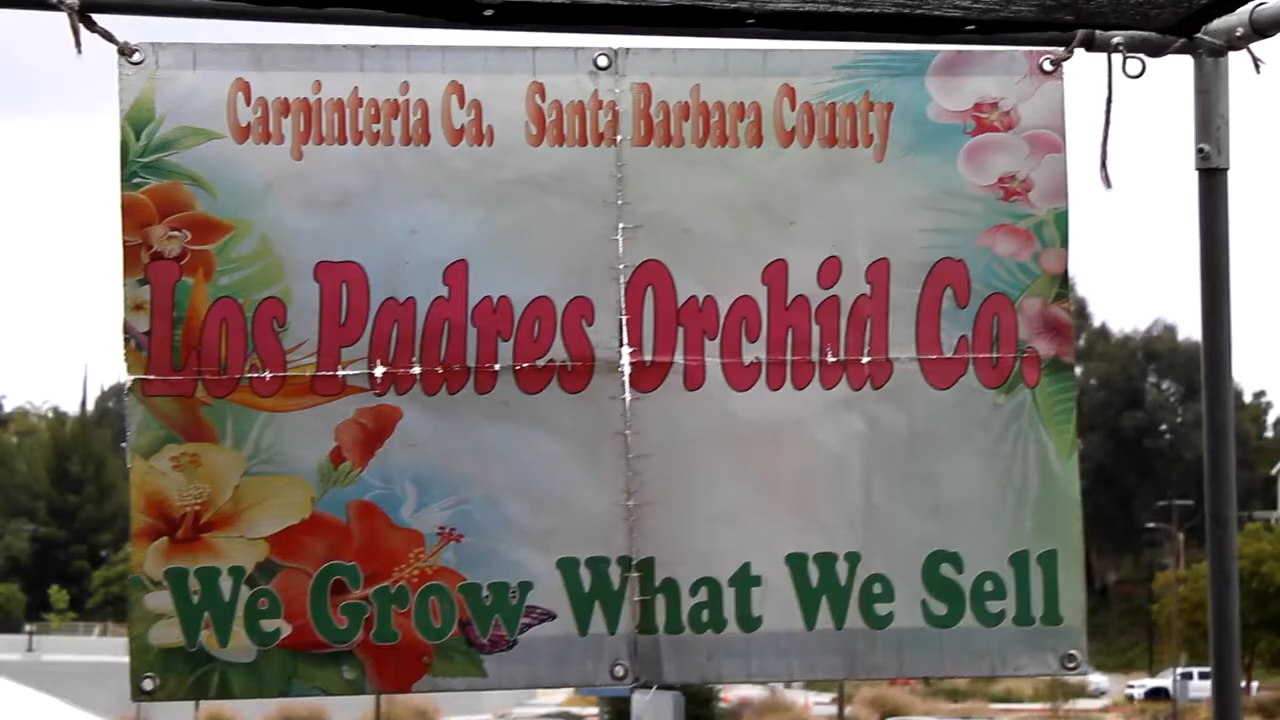 Carpinteria Ca. Santa Barbara County
Los Padres Orchid Co.
We Grow What We Sell